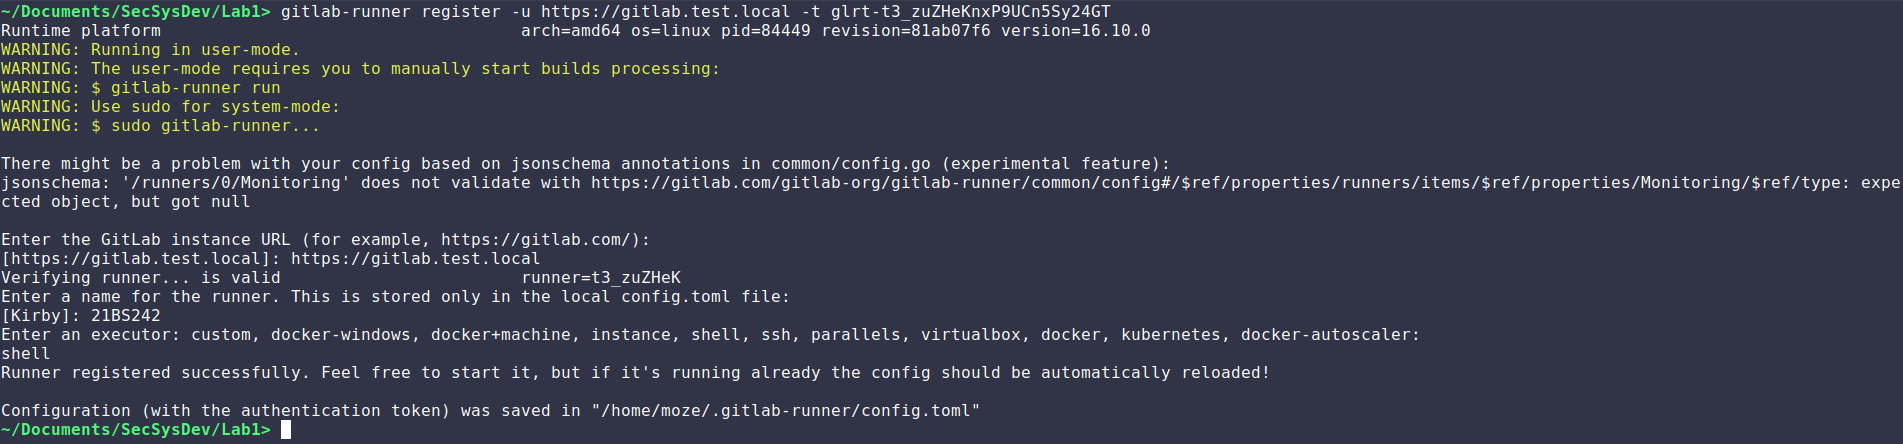 ~/Documents/SecSysDev/Lab1> gitlab-runner register -u https://gitlab.test.local -t glrt-t3_zuZHeKnxP9UCn5Sy24GT
Runtime platform                                    arch=amd64 os=linux pid=84449 revision=81ab07f6 version=16.10.0
WARNING: Running in user-mode.
WARNING: The user-mode requires you to manually start builds processing:
WARNING: $ gitlab-runner run
WARNING: Use sudo for system-mode:
WARNING: $ sudo gitlab-runner...
There might be a problem with your config based on jsonschema annotations in common/config.go (experimental feature):
jsonschema: '/runners/0/Monitoring' does not validate with https://gitlab.com/gitlab-org/gitlab-runner/common/config#/$ref/properties/runners/items/$ref/properties/Monitoring/$ref/type: expe
cted object, but got null
Enter the GitLab instance URL (for example, https://gitlab.com/):
[https://gitlab.test.local]: https://gitlab.test.local
Verifying runner... is valid                        runner=t3_zuZHeK
Enter a name for the runner. This is stored only in the local config.toml file:
[Kirby]: 21BS242
Enter an executor: custom, docker-windows, docker+machine, instance, shell, ssh, parallels, virtualbox, docker, kubernetes, docker-autoscaler:
shell
Runner registered successfully. Feel free to start it, but if it's running already the config should be automatically reloaded!
Configuration (with the authentication token) was saved in "/home/moze/.gitlab-runner/config.toml"
~/Documents/SecSysDev/Lab1>